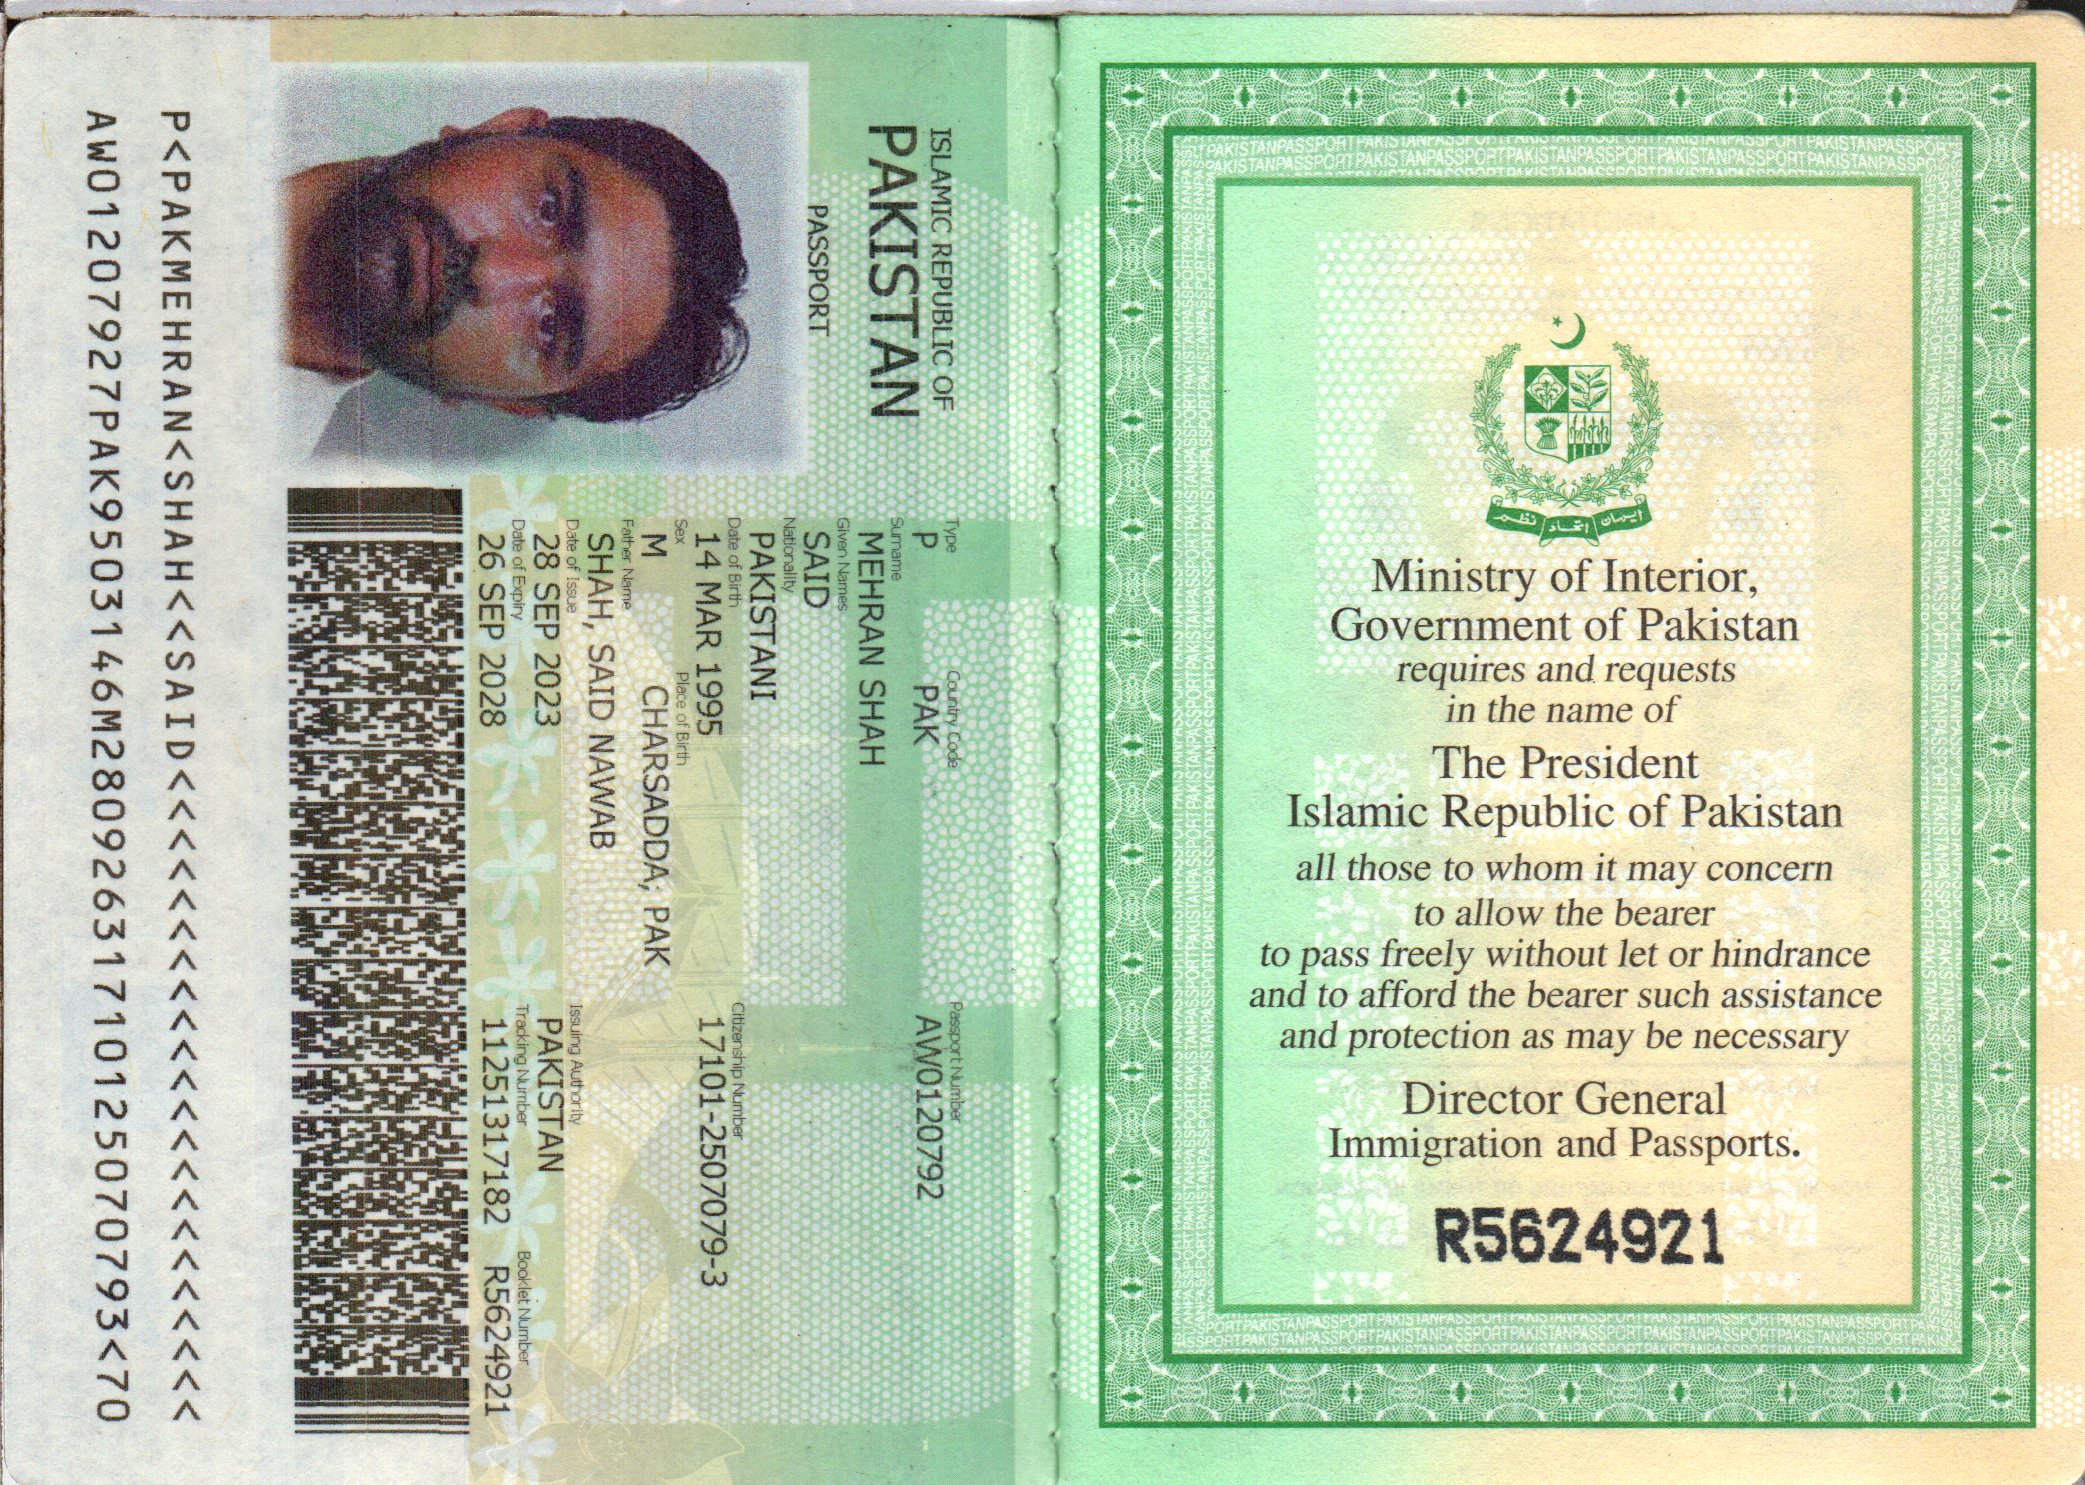 ISLAMIC REPUBLIC OF
PAKISTAN
PASSPORT
Type Country Code Passport Number
P PAK AW0120792
Surname
MEHRAN SHAH
Given Names
SAID
Nationality
PAKISTANI
Date of Birth Citizenship Number
14 MAR 1995 17101-2507079-3
Sex Place of Birth
M CHARSADDA, PAK
Father Name
SHAH, SAID NAWAB
Date of Issue Issuing Authority
28 SEP 2023 PAKISTAN
Date of Expiry Tracking Number Booklet Number
26 SEP 2028 11251317182 R5624921
P<PAKMEHRAN<SHAH<<SAID<<<<<<<<<<<<<<<<<<<<<<
AW01207927PAK9503146M28092631710125070793<70
ایمان اتحاد نظم
Ministry of Interior,
Government of Pakistan
requires and requests
in the name of
The President
Islamic Republic of Pakistan
all those to whom it may concern
to allow the bearer
to pass freely without let or hindrance
and to afford the bearer such assistance
and protection as may be necessary
Director General
Immigration and Passports.
R5624921